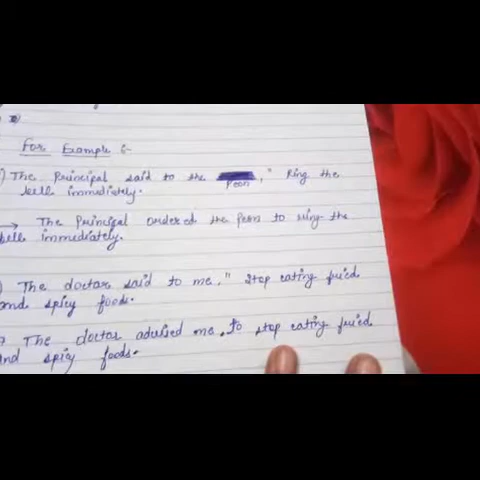 For Example :-
i) The Principal said to the Peon, " Ring the
bell immediately.
→ The Principal ordered the Peon to ring the
bell immediately.
) The doctor said to me, " Stop eating fried
and spicy foods.
→ The doctor advised me, to stop eating fried
and spicy foods.